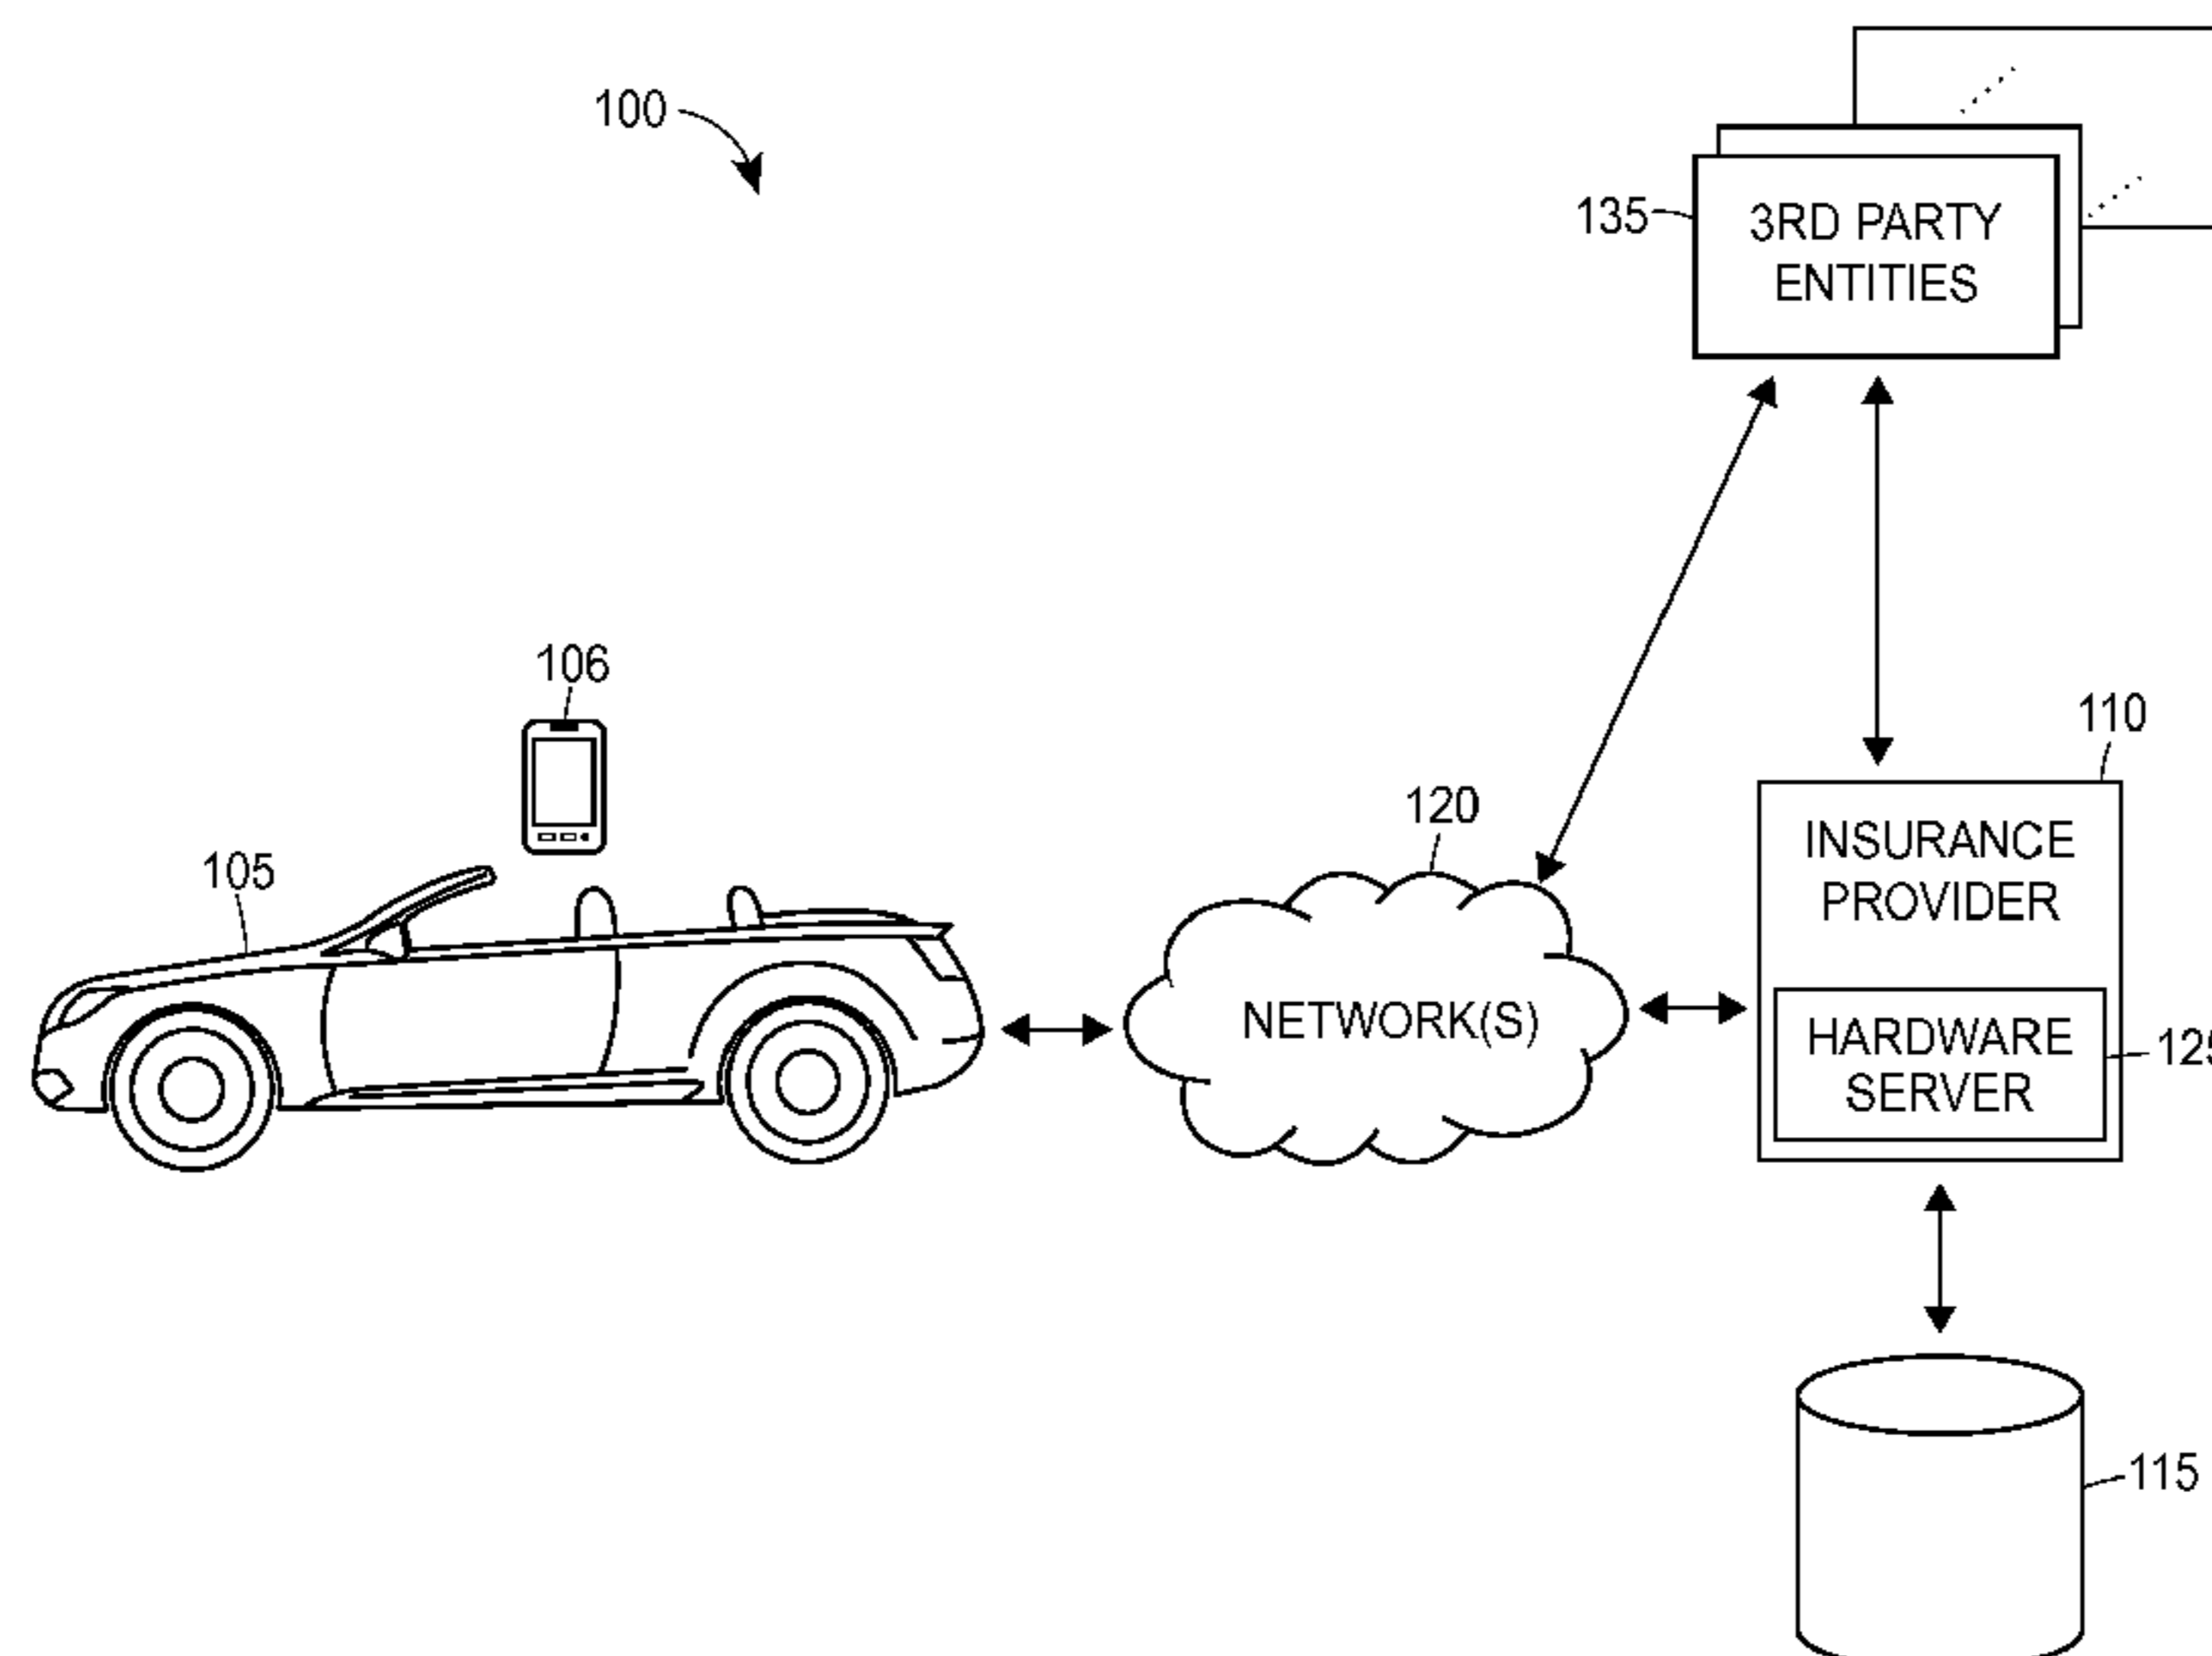 100
135
3RD PARTY
ENTITIES
106
110
120
INSURANCE
PROVIDER
105
NETWORK(S)
HARDWARE
SERVER
115